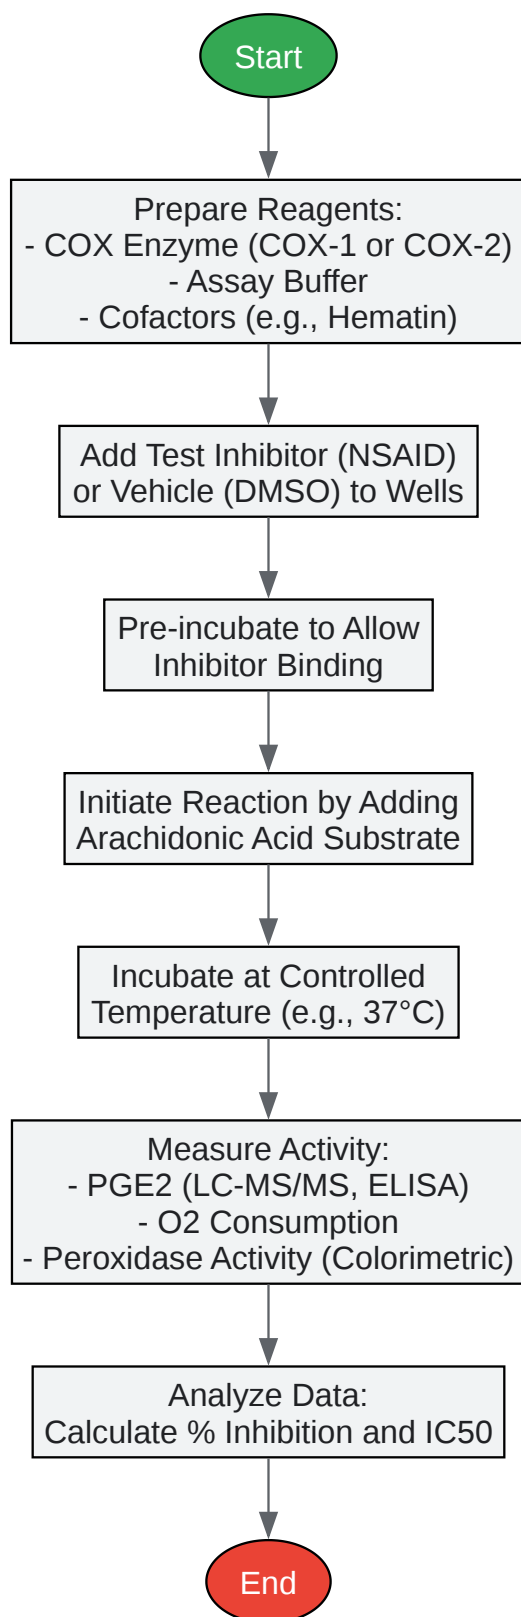 Start
Prepare Reagents:
- COX Enzyme (COX-1 or COX-2)
- Assay Buffer
- Cofactors (e.g., Hematin)
Add Test Inhibitor (NSAID)
or Vehicle (DMSO) to Wells
Pre-incubate to Allow
Inhibitor Binding
Initiate Reaction by Adding
Arachidonic Acid Substrate
Incubate at Controlled
Temperature (e.g., 37°C)
Measure Activity:
- PGE2 (LC-MS/MS, ELISA)
- O2 Consumption
- Peroxidase Activity (Colorimetric)
Analyze Data:
Calculate % Inhibition and IC50
End